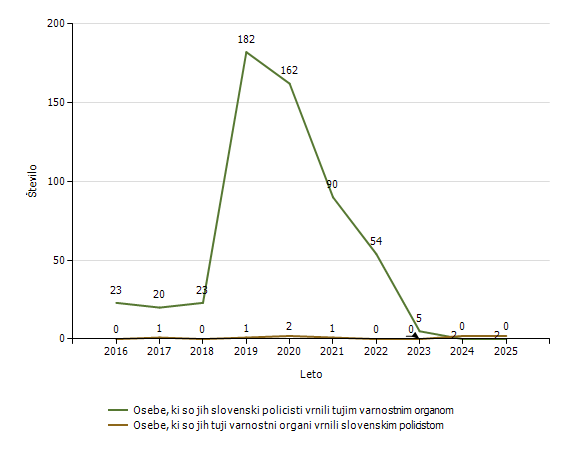 200
182
162
150
100
90
54
50
23 20 23
5
0 1 0 1 2 1 0 0 2 0 2 0
0
2016 2017 2018 2019 2020 2021 2022 2023 2024 2025
Število
Leto
Osebe, ki so jih slovenski policisti vrnili tujim varnostnim organom
Osebe, ki so jih tuji varnostni organi vrnili slovenskim policistom